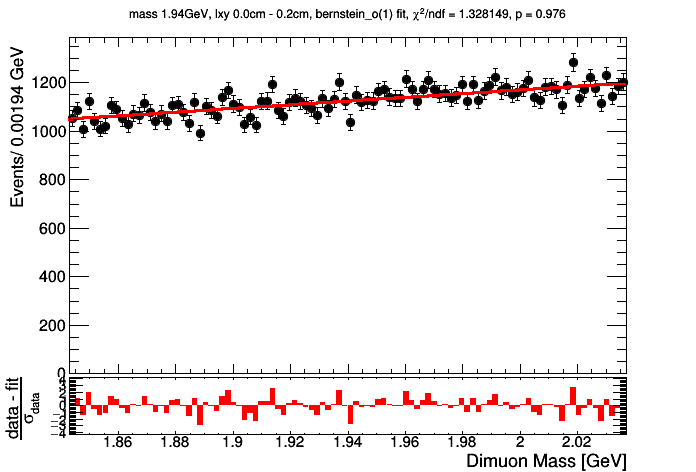 mass 1.94GeV, lxy 0.0cm - 0.2cm, bernstein_o(1) fit, χ²/ndf = 1.328149, p = 0.976
Events/ 0.00194 GeV
1200
1000
800
600
400
200
0
data - fit
σdata
1.86 1.88 1.9 1.92 1.94 1.96 1.98 2 2.02
Dimuon Mass [GeV]